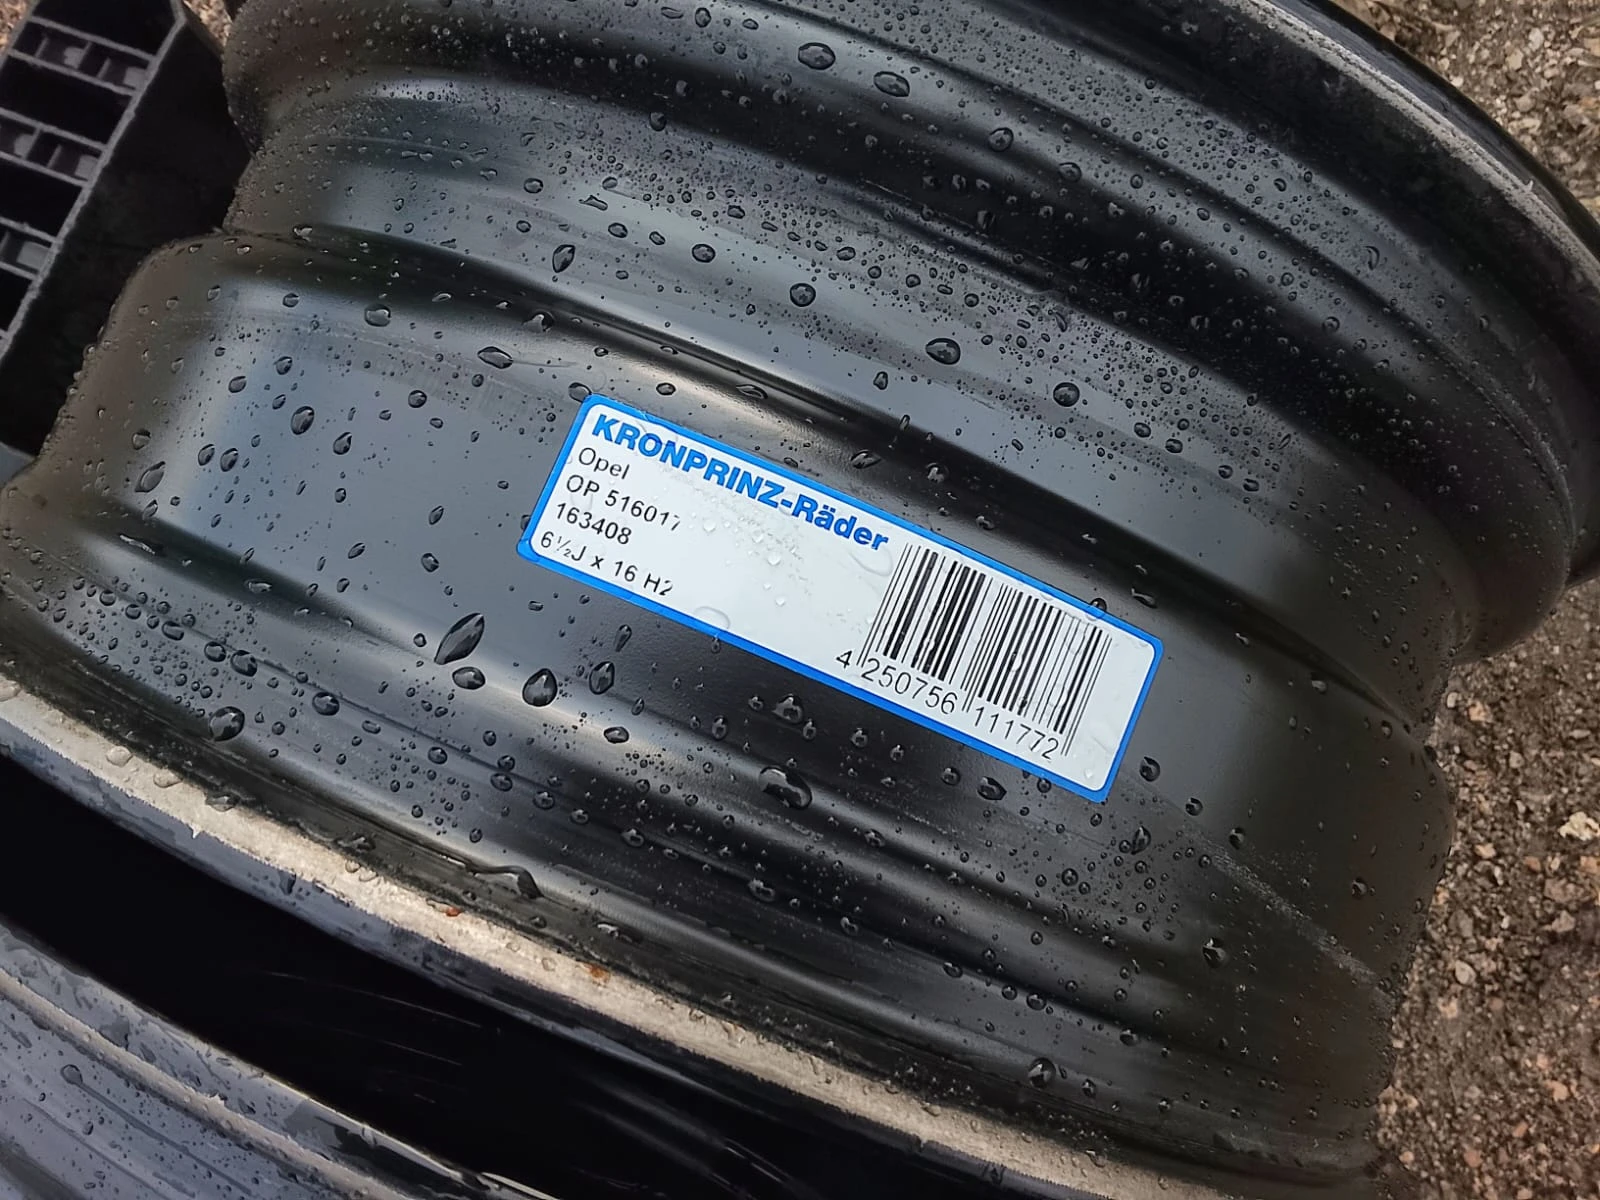 KRONPRINZ-Räder
Opel
OP 516017
163408
6½J x 16 H2
4 250756 111772